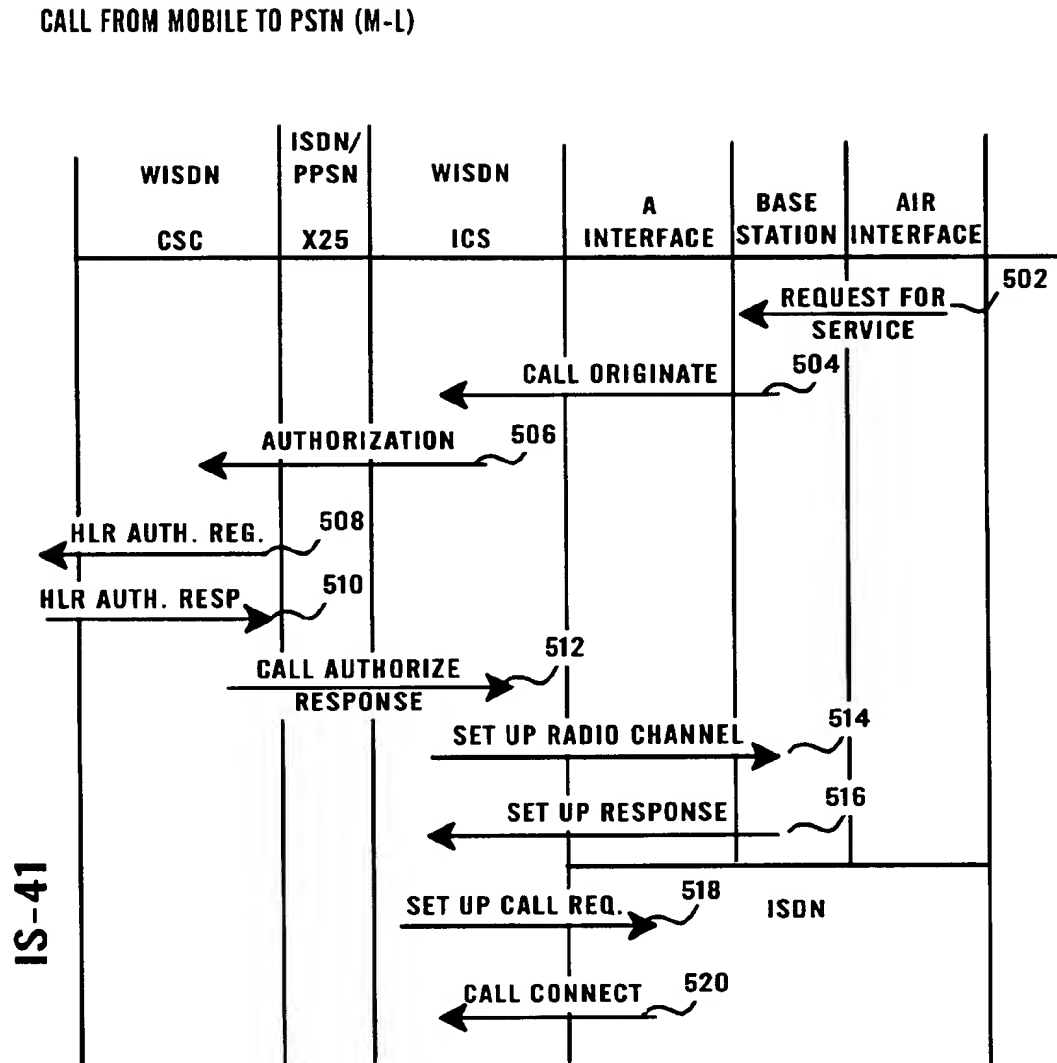 CALL FROM MOBILE TO PSTN (M-L)
WISDN
CSC
ISDN/
PPSN
X25
WISDN
ICS
A
INTERFACE
BASE
STATION
AIR
INTERFACE
502
REQUEST FOR
SERVICE
504
CALL ORIGINATE
506
AUTHORIZATION
508
HLR AUTH. REG.
510
HLR AUTH. RESP
512
CALL AUTHORIZE
RESPONSE
514
SET UP RADIO CHANNEL
516
SET UP RESPONSE
IS-41
518
SET UP CALL REQ.
ISDN
520
CALL CONNECT